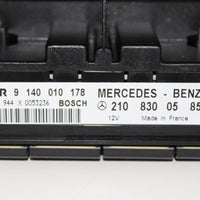 R 9 140 010 178 MERCEDES - BENZ
944 X 0053236 BOSCH 210 830 05 85
12V Made in France